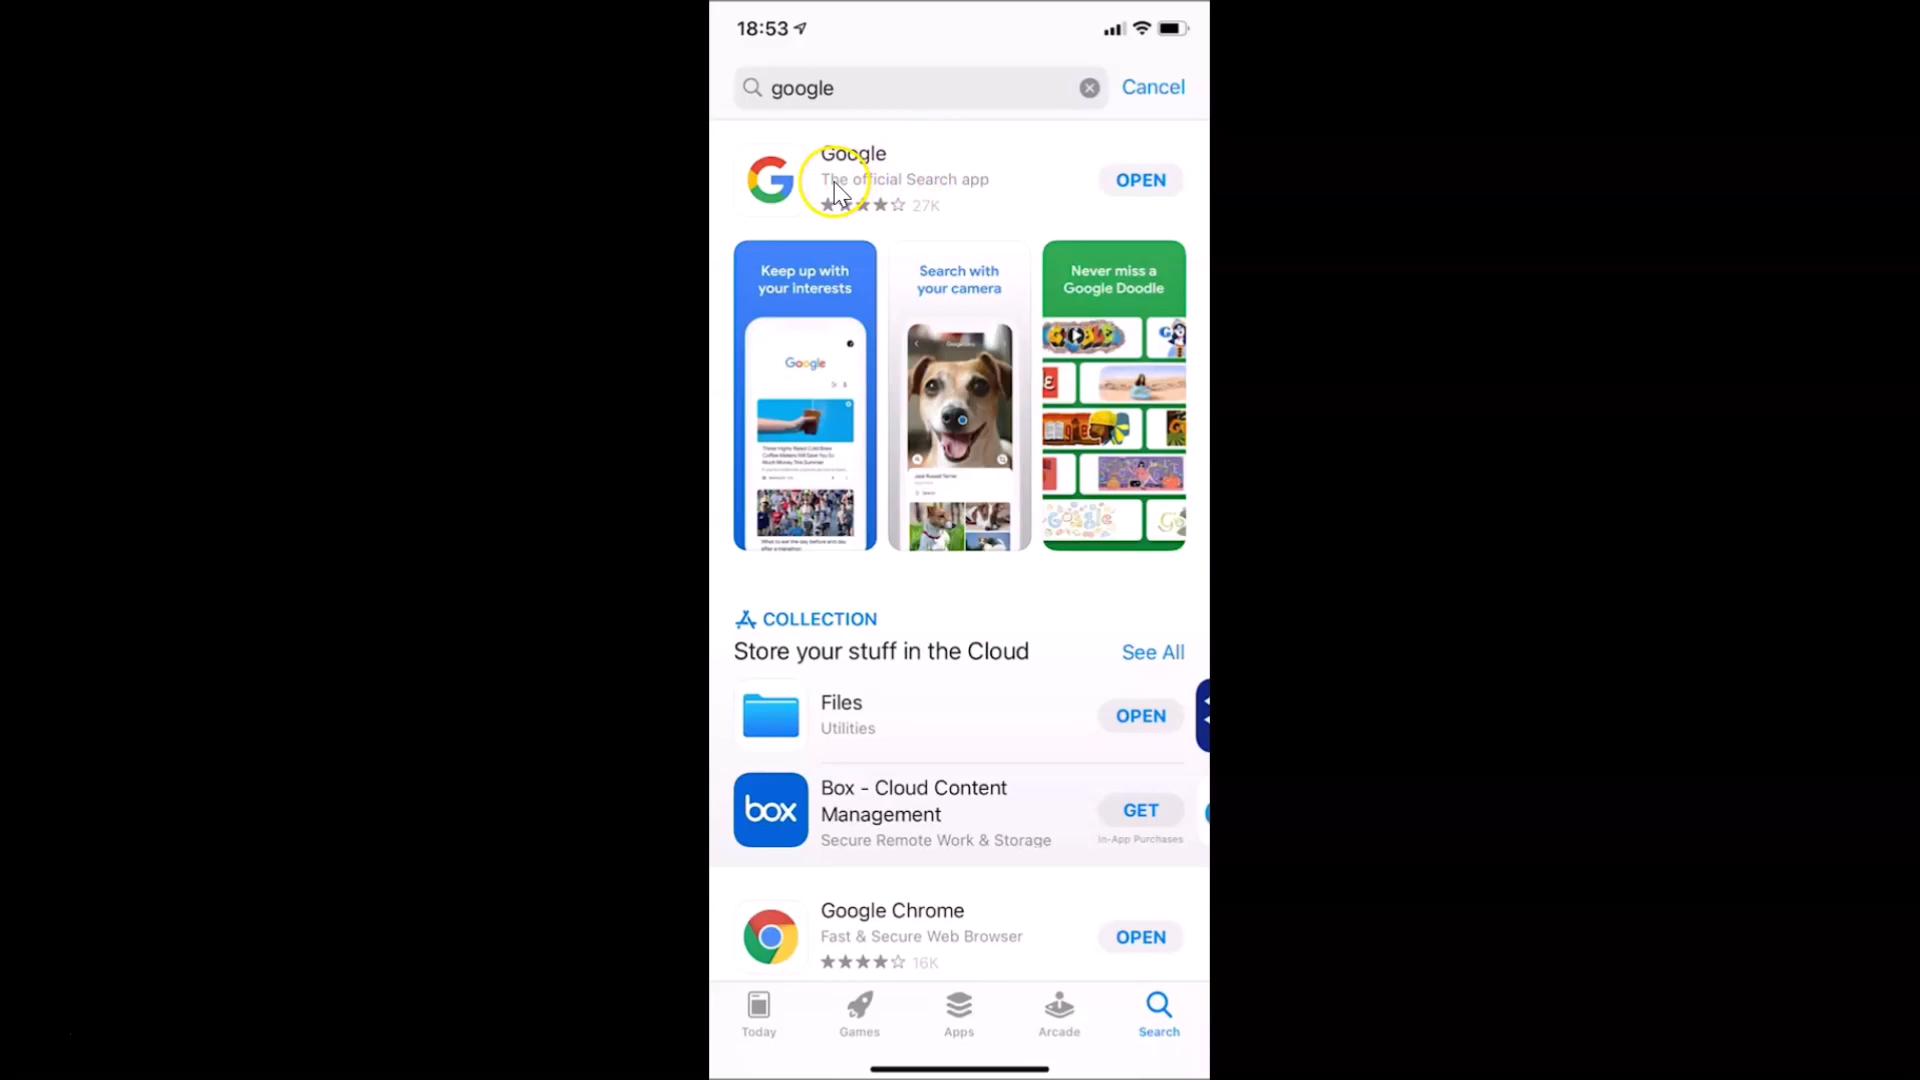 18:53
google
Cancel
Google
The official Search app
27K
OPEN
Keep up with
your interests
Google
Search with
your camera
Never miss a
Google Doodle
GOOGLE
COLLECTION
Store your stuff in the Cloud
See All
Files
Utilities
OPEN
box
Box - Cloud Content
Management
Secure Remote Work & Storage
GET
In-App Purchases
Google Chrome
Fast & Secure Web Browser
16K
OPEN
Today
Games
Apps
Arcade
Search